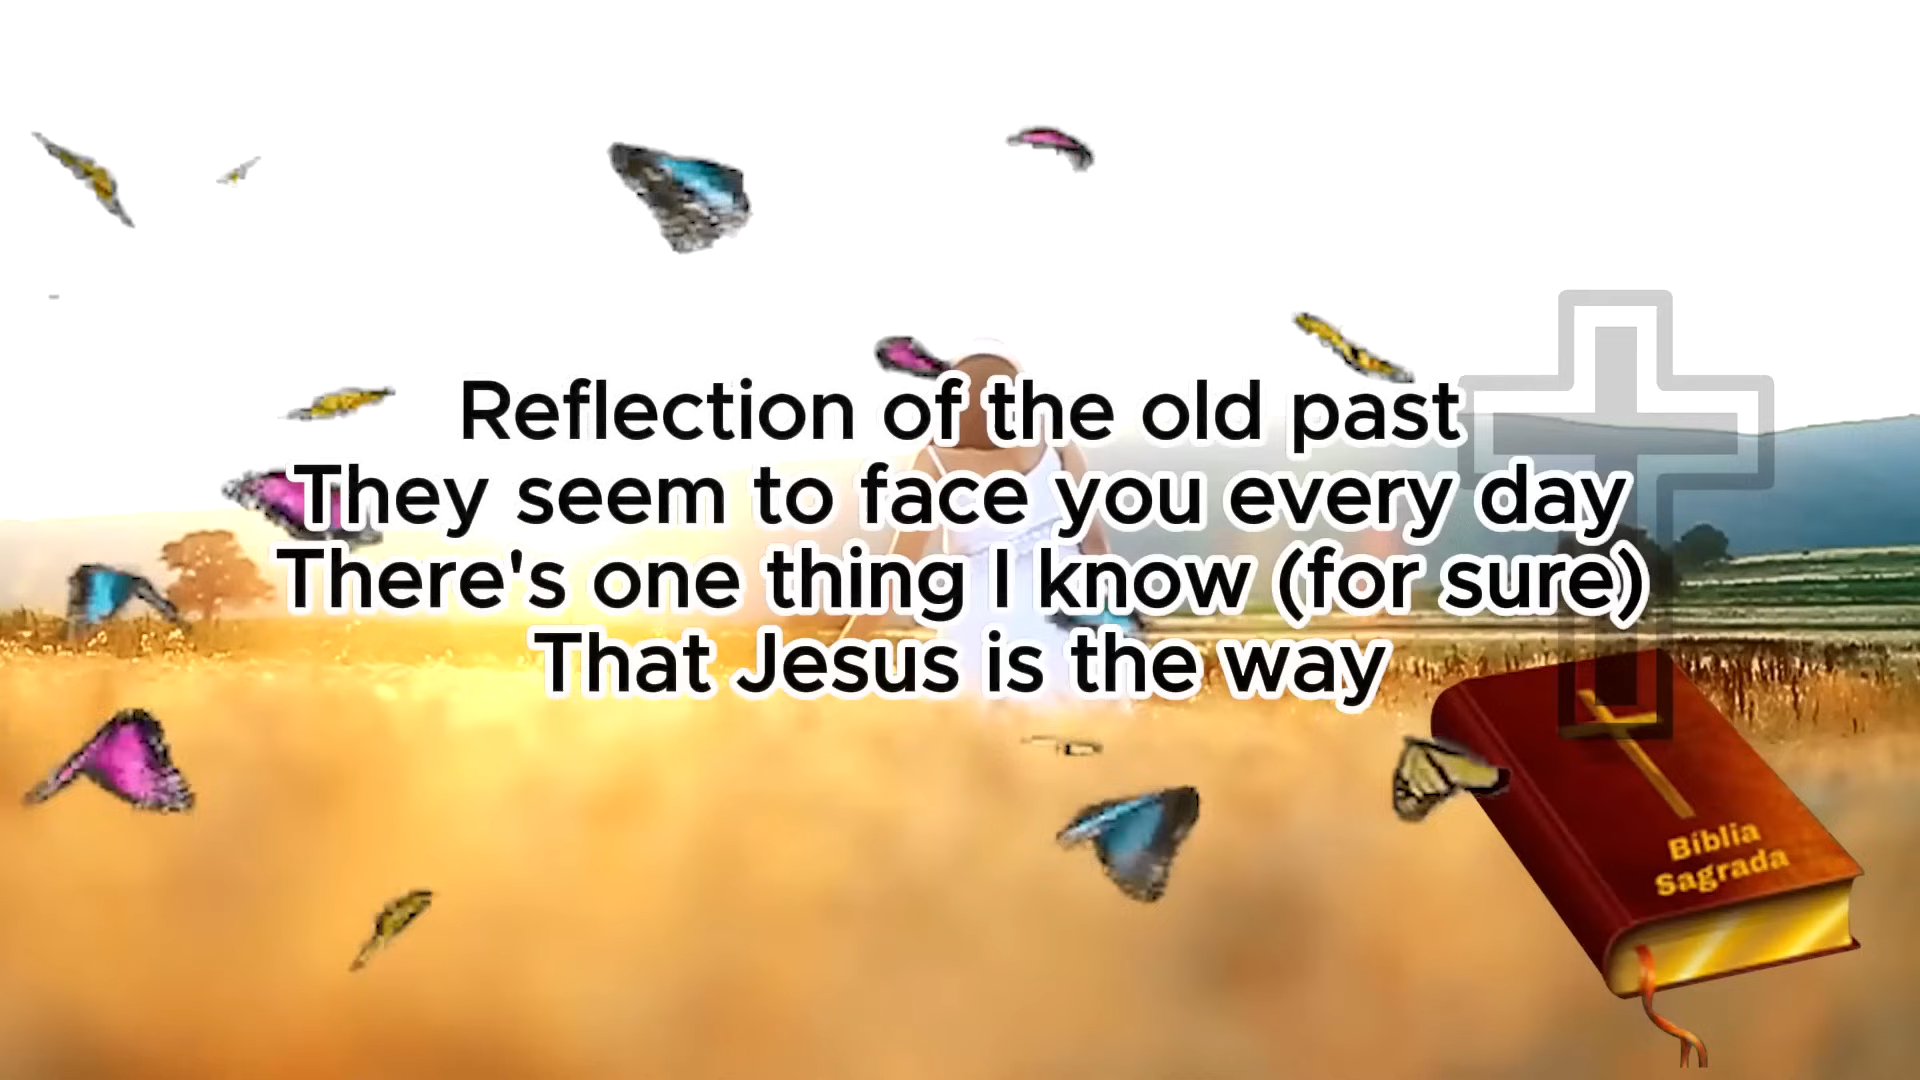 Reflection of the old past
They seem to face you every day
There's one thing I know (for sure)
That Jesus is the way
Bíblia
Sagrada